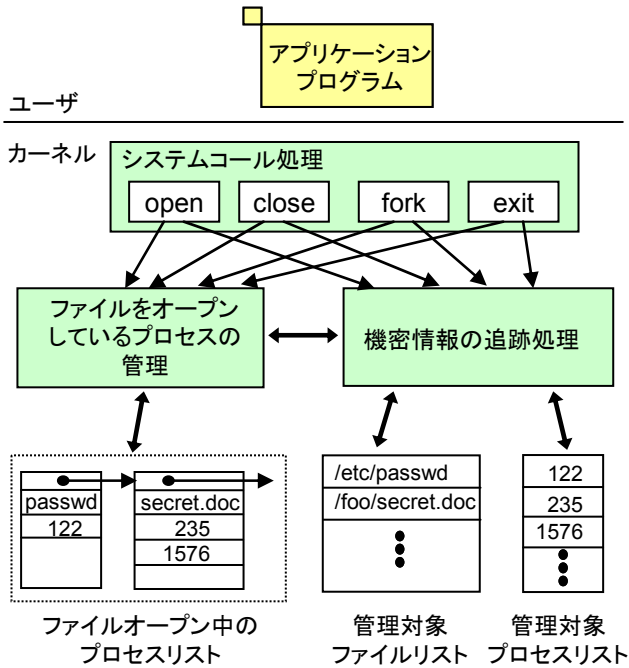 アプリケーション
プログラム
ユーザ
カーネル
システムコール処理
open
close
fork
exit
ファイルをオープン
しているプロセスの
管理
機密情報の追跡処理
passwd
122
secret.doc
235
1576
/etc/passwd
/foo/secret.doc
122
235
1576
ファイルオープン中の
プロセスリスト
管理対象
ファイルリスト
管理対象
プロセスリスト